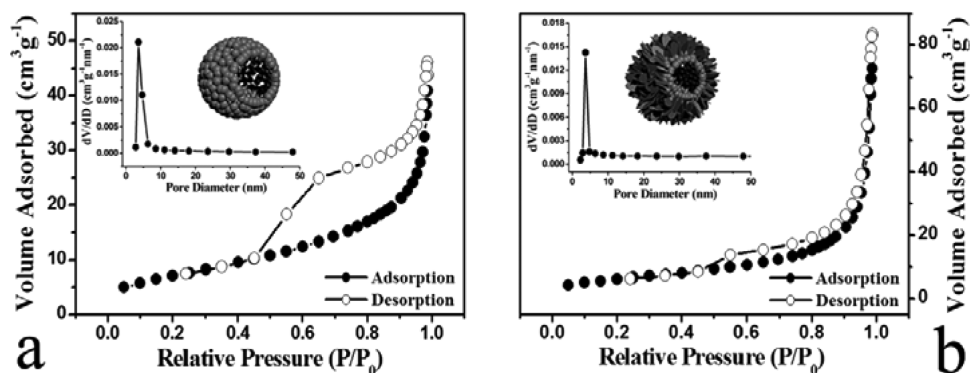 Volume Adsorbed (cm³g⁻¹)
50
40
30
20
10
0
dV/dD (cm³g⁻¹nm⁻¹)
0.025
0.020
0.015
0.010
0.005
0.000
0 10 20 30 40 50
Pore Diameter (nm)
Adsorption
Desorption
0.0 0.2 0.4 0.6 0.8 1.0
Relative Pressure (P/P₀)
a
dV/dD (cm³g⁻¹nm⁻¹)
0.018
0.015
0.012
0.009
0.006
0.003
0.000
0 10 20 30 40 50
Pore Diameter (nm)
Adsorption
Desorption
0.0 0.2 0.4 0.6 0.8 1.0
Relative Pressure (P/P₀)
80
60
40
20
0
Volume Adsorbed (cm³g⁻¹)
b